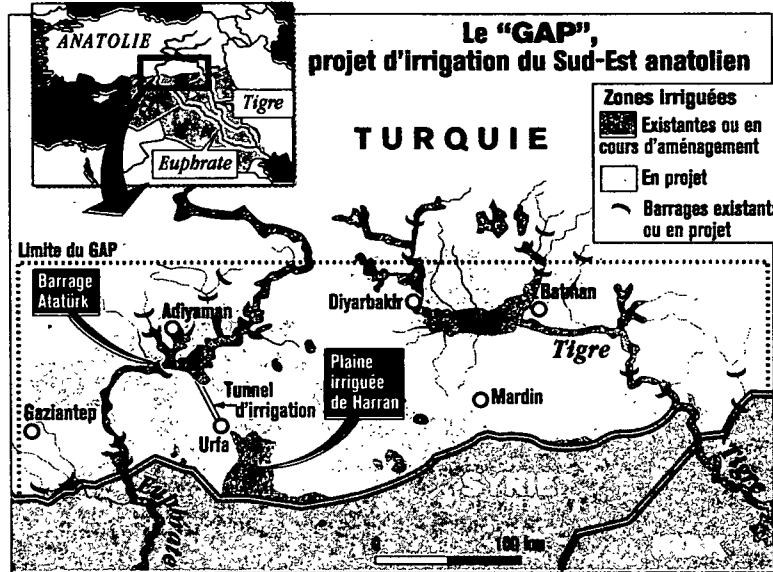 Le "GAP",
projet d'irrigation du Sud-Est anatolien
ANATOLIE
Tigre
Euphrate
TURQUIE
Zones irriguées
Existantes ou en
cours d'aménagement
En projet
Barrages existants
ou en projet
Limite du GAP
Barrage
Atatürk
Adiyaman
Diyarbakir
Batman
Tigre
Plaine
irriguée
de Harran
Tunnel
d'irrigation
Mardin
Gaziantep
Urfa
SYRIE
Tigre
Euphrate
0 100 km